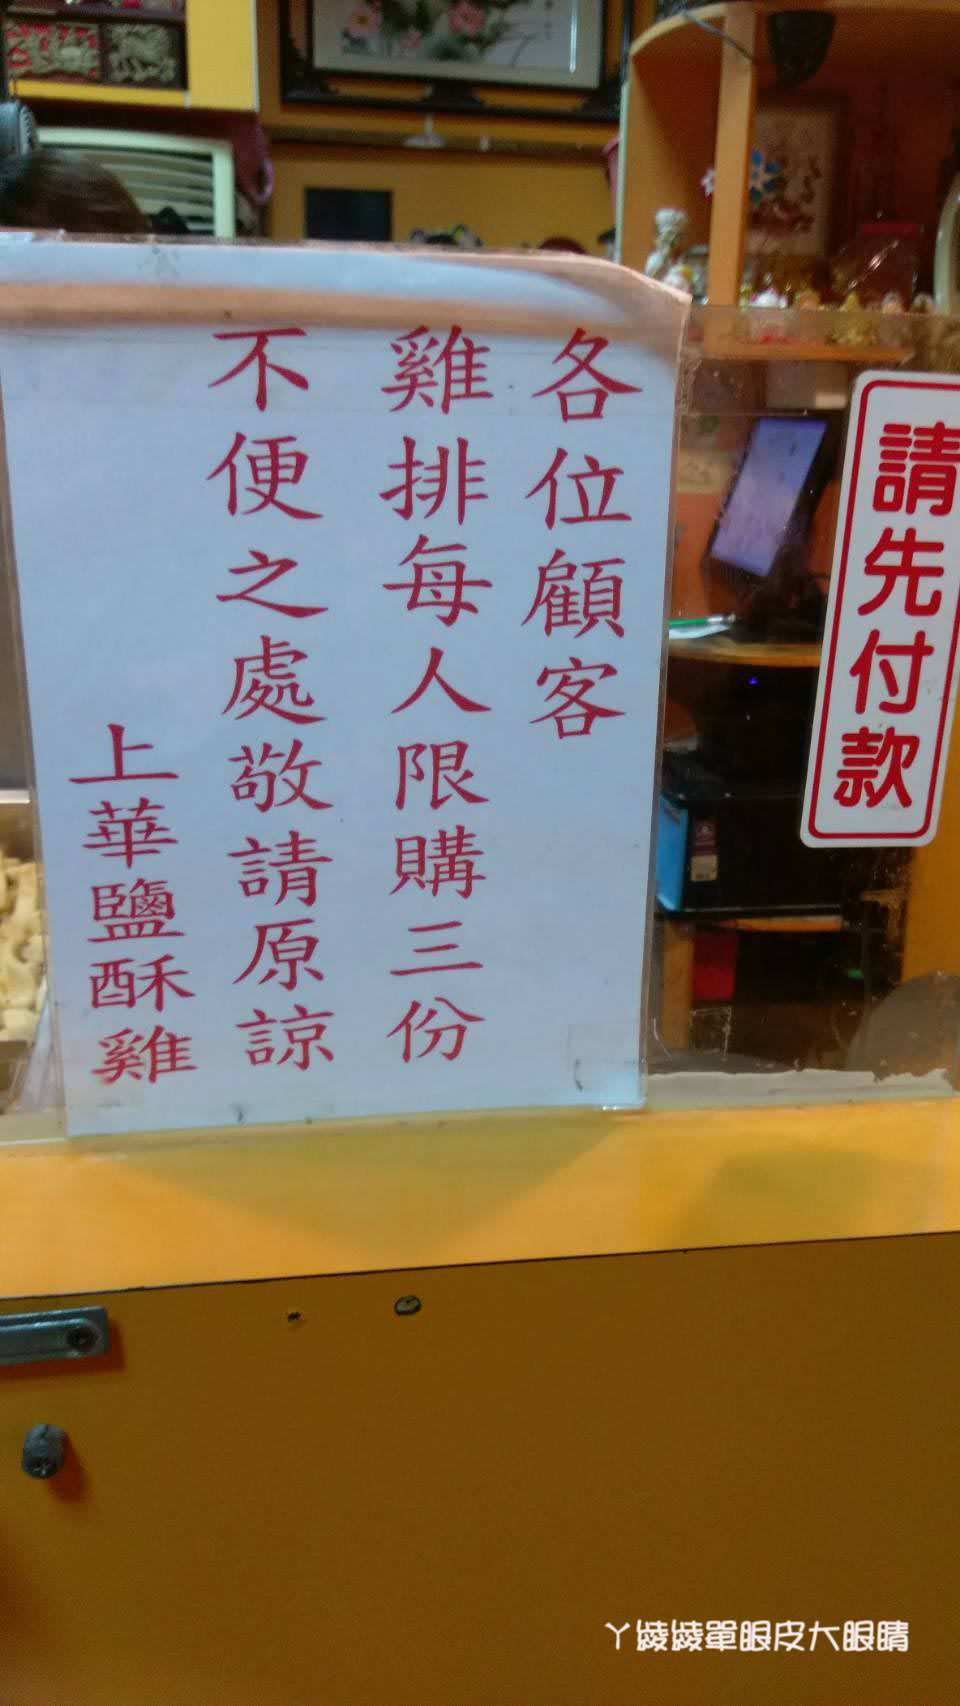 各位顧客
雞排每人限購三份
不便之處敬請原諒
上華鹽酥雞
請先付款
ㄚ綾綾單眼皮大眼睛